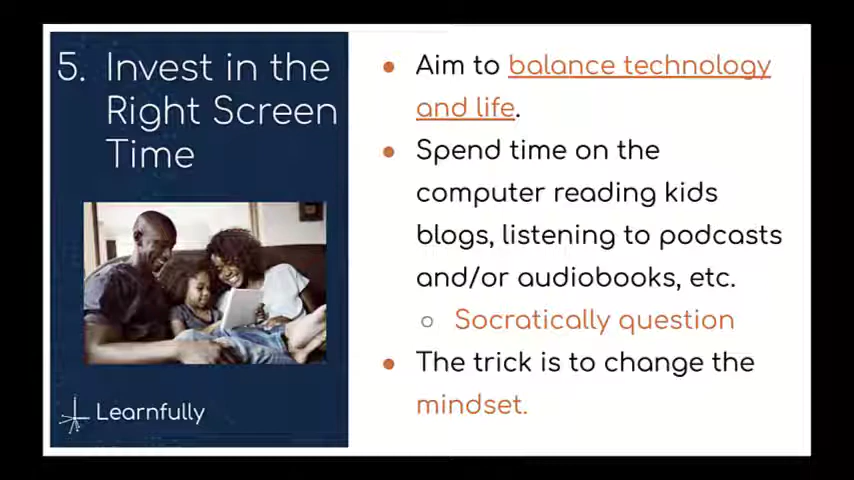 5. Invest in the
Right Screen
Time
Learnfully
● Aim to balance technology
and life.
● Spend time on the
computer reading kids
blogs, listening to podcasts
and/or audiobooks, etc.
○ Socratically question
● The trick is to change the
mindset.